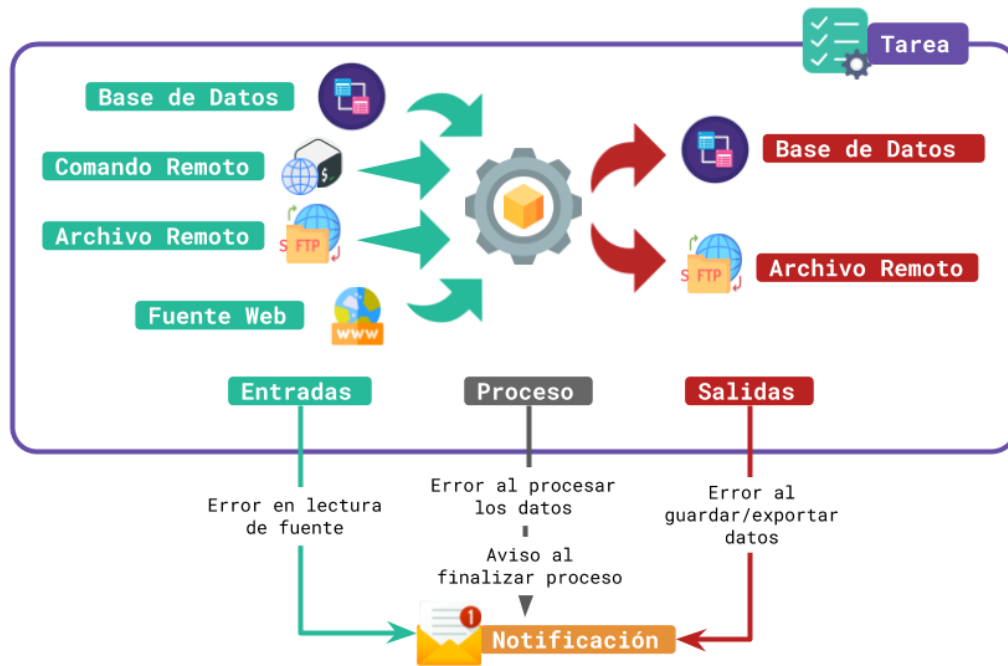 Tarea
Base de Datos
Comando Remoto
$_
Archivo Remoto
S FTP
Fuente Web
WWW
Base de Datos
Archivo Remoto
S FTP
Entradas
Proceso
Salidas
Error en lectura
de fuente
Error al procesar
los datos
Aviso al
finalizar proceso
Error al
guardar/exportar
datos
1
Notificación